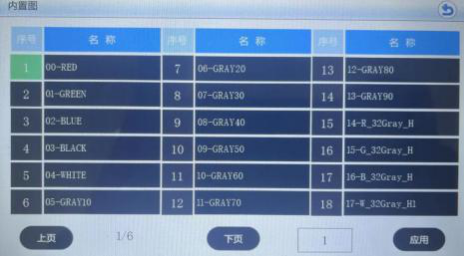 内置图
序号 名 称 序号 名 称 序号 名 称
1 00-RED 7 06-GRAY20 13 12-GRAY80
2 01-GREEN 8 07-GRAY30 14 13-GRAY90
3 02-BLUE 9 08-GRAY40 15 14-R_32Gray_H
4 03-BLACK 10 09-GRAY50 16 15-G_32Gray_H
5 04-WHITE 11 10-GRAY60 17 16-B_32Gray_H
6 05-GRAY10 12 11-GRAY70 18 17-W_32Gray_H1
上页 1/6 下页 1 应用